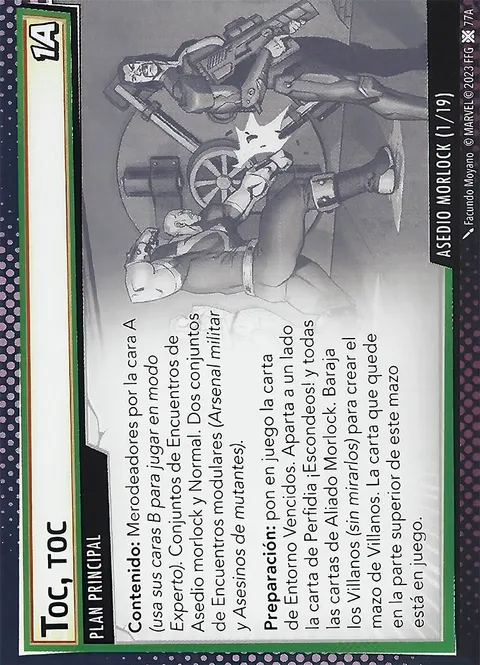 TOC, TOC
1A
PLAN PRINCIPAL
Contenido: Merodeadores por la cara A
(usa sus caras B para jugar en modo
Experto). Conjuntos de Encuentros de
Asedio morlock y Normal. Dos conjuntos
de Encuentros modulares (Arsenal militar
y Asesinos de mutantes).
Preparación: pon en juego la carta
de Entorno Vencidos. Aparta a un lado
la carta de Perfidia ¡Escondeos! y todas
las cartas de Aliado Morlock. Baraja
los Villanos (sin mirarlos) para crear el
mazo de Villanos. La carta que quede
en la parte superior de este mazo
está en juego.
ASEDIO MORLOCK (1/19)
Facundo Moyano © MARVEL © 2023 FFG 77A